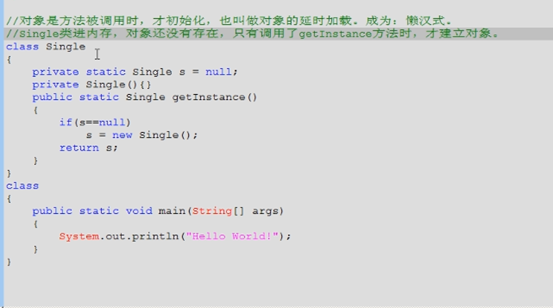 //对象是方法被调用时，才初始化，也叫做对象的延时加载。成为：懒汉式。
//Single类进内存，对象还没有存在，只有调用了getInstance方法时，才建立对象。
class Single
{
    private static Single s = null;
    private Single(){}
    public static Single getInstance()
    {
        if(s==null)
            s = new Single();
        return s;
    }
}
class
{
    public static void main(String[] args)
    {
        System.out.println("Hello World!");
    }
}